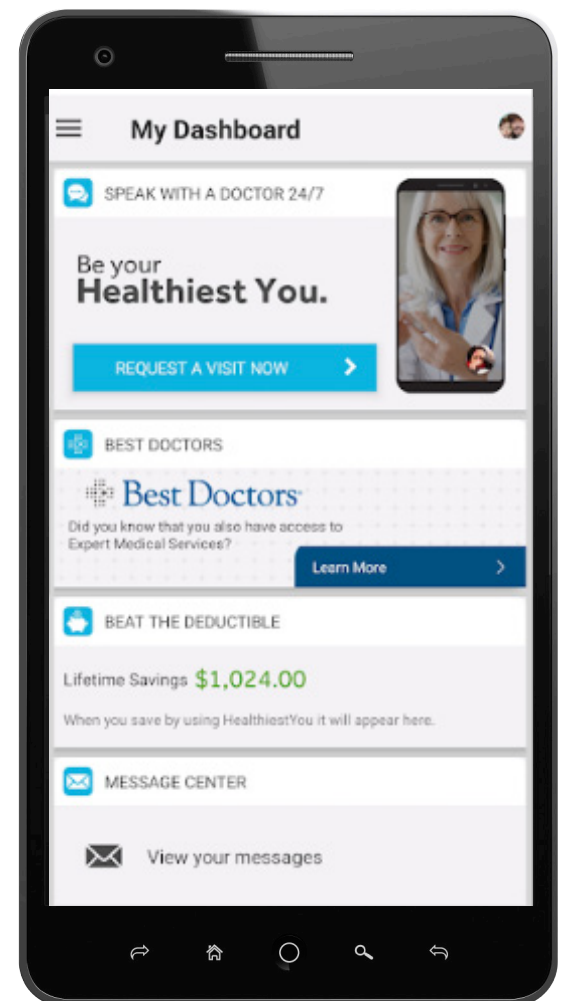 My Dashboard
SPEAK WITH A DOCTOR 24/7
Be your
Healthiest You.
REQUEST A VISIT NOW
BEST DOCTORS
Best Doctors
Did you know that you also have access to
Expert Medical Services?
Learn More
BEAT THE DEDUCTIBLE
Lifetime Savings $1,024.00
When you save by using HealthiestYou it will appear here.
MESSAGE CENTER
View your messages